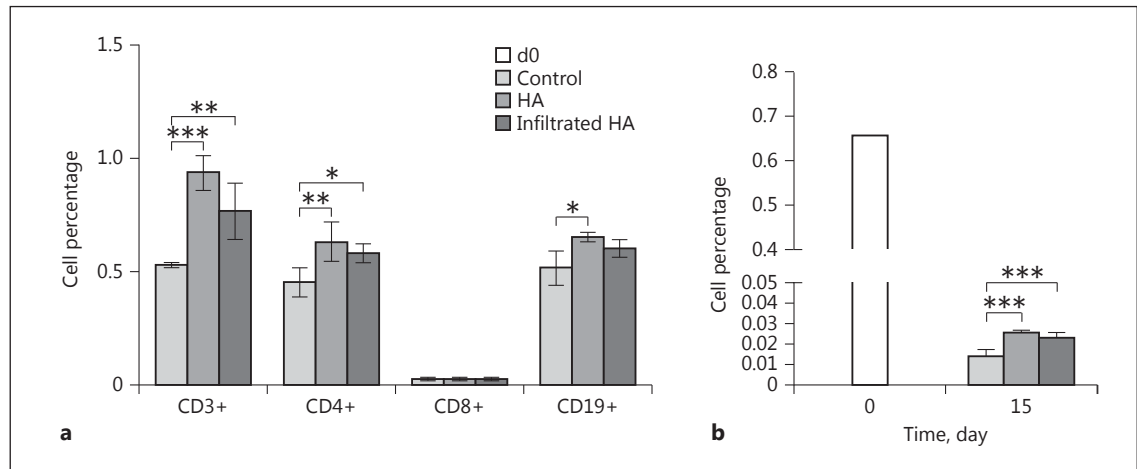 1.5
1.0
0.5
0
Cell percentage
d0
Control
HA
Infiltrated HA
***
**
**
*
*
CD3+
CD4+
CD8+
CD19+
a
0.8
0.7
0.6
0.5
0.4
0.05
0.04
0.03
0.02
0.01
0
Cell percentage
***
***
0
15
Time, day
b